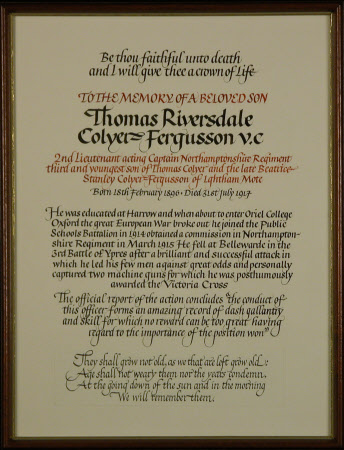 Be thou faithful unto death
and I will give thee a crown of Life
TO THE MEMORY OF A BELOVED SON
Thomas Riversdale
Colyer=Fergusson V.C
2nd Lieutenant acting Captain Northamptonshire Regiment
third and youngest son of Thomas Colyer and the late Beatrice
Stanley Colyer=Fergusson of Ightham Mote
Born 18th February 1896 · Died 31st July 1917
He was educated at Harrow and when about to enter Oriel College
Oxford the great European War broke out he joined the Public
Schools Battalion in 1914 obtained a commission in Northampton-
shire Regiment in March 1915 He fell at Bellewarde in the
3rd Battle of Ypres after a brilliant and successful attack in
which he led his few men against great odds and personally
captured two machine guns for which he was posthumously
awarded the Victoria Cross
The official report of the action concludes "the conduct of
this officer forms an amazing record of dash gallantry
and skill for which no reward can be too great having
regard to the importance of the position won"
They shall grow not old, as we that are left grow old:
Age shall not weary them nor the years condemn.
At the going down of the sun and in the morning
We will remember them.